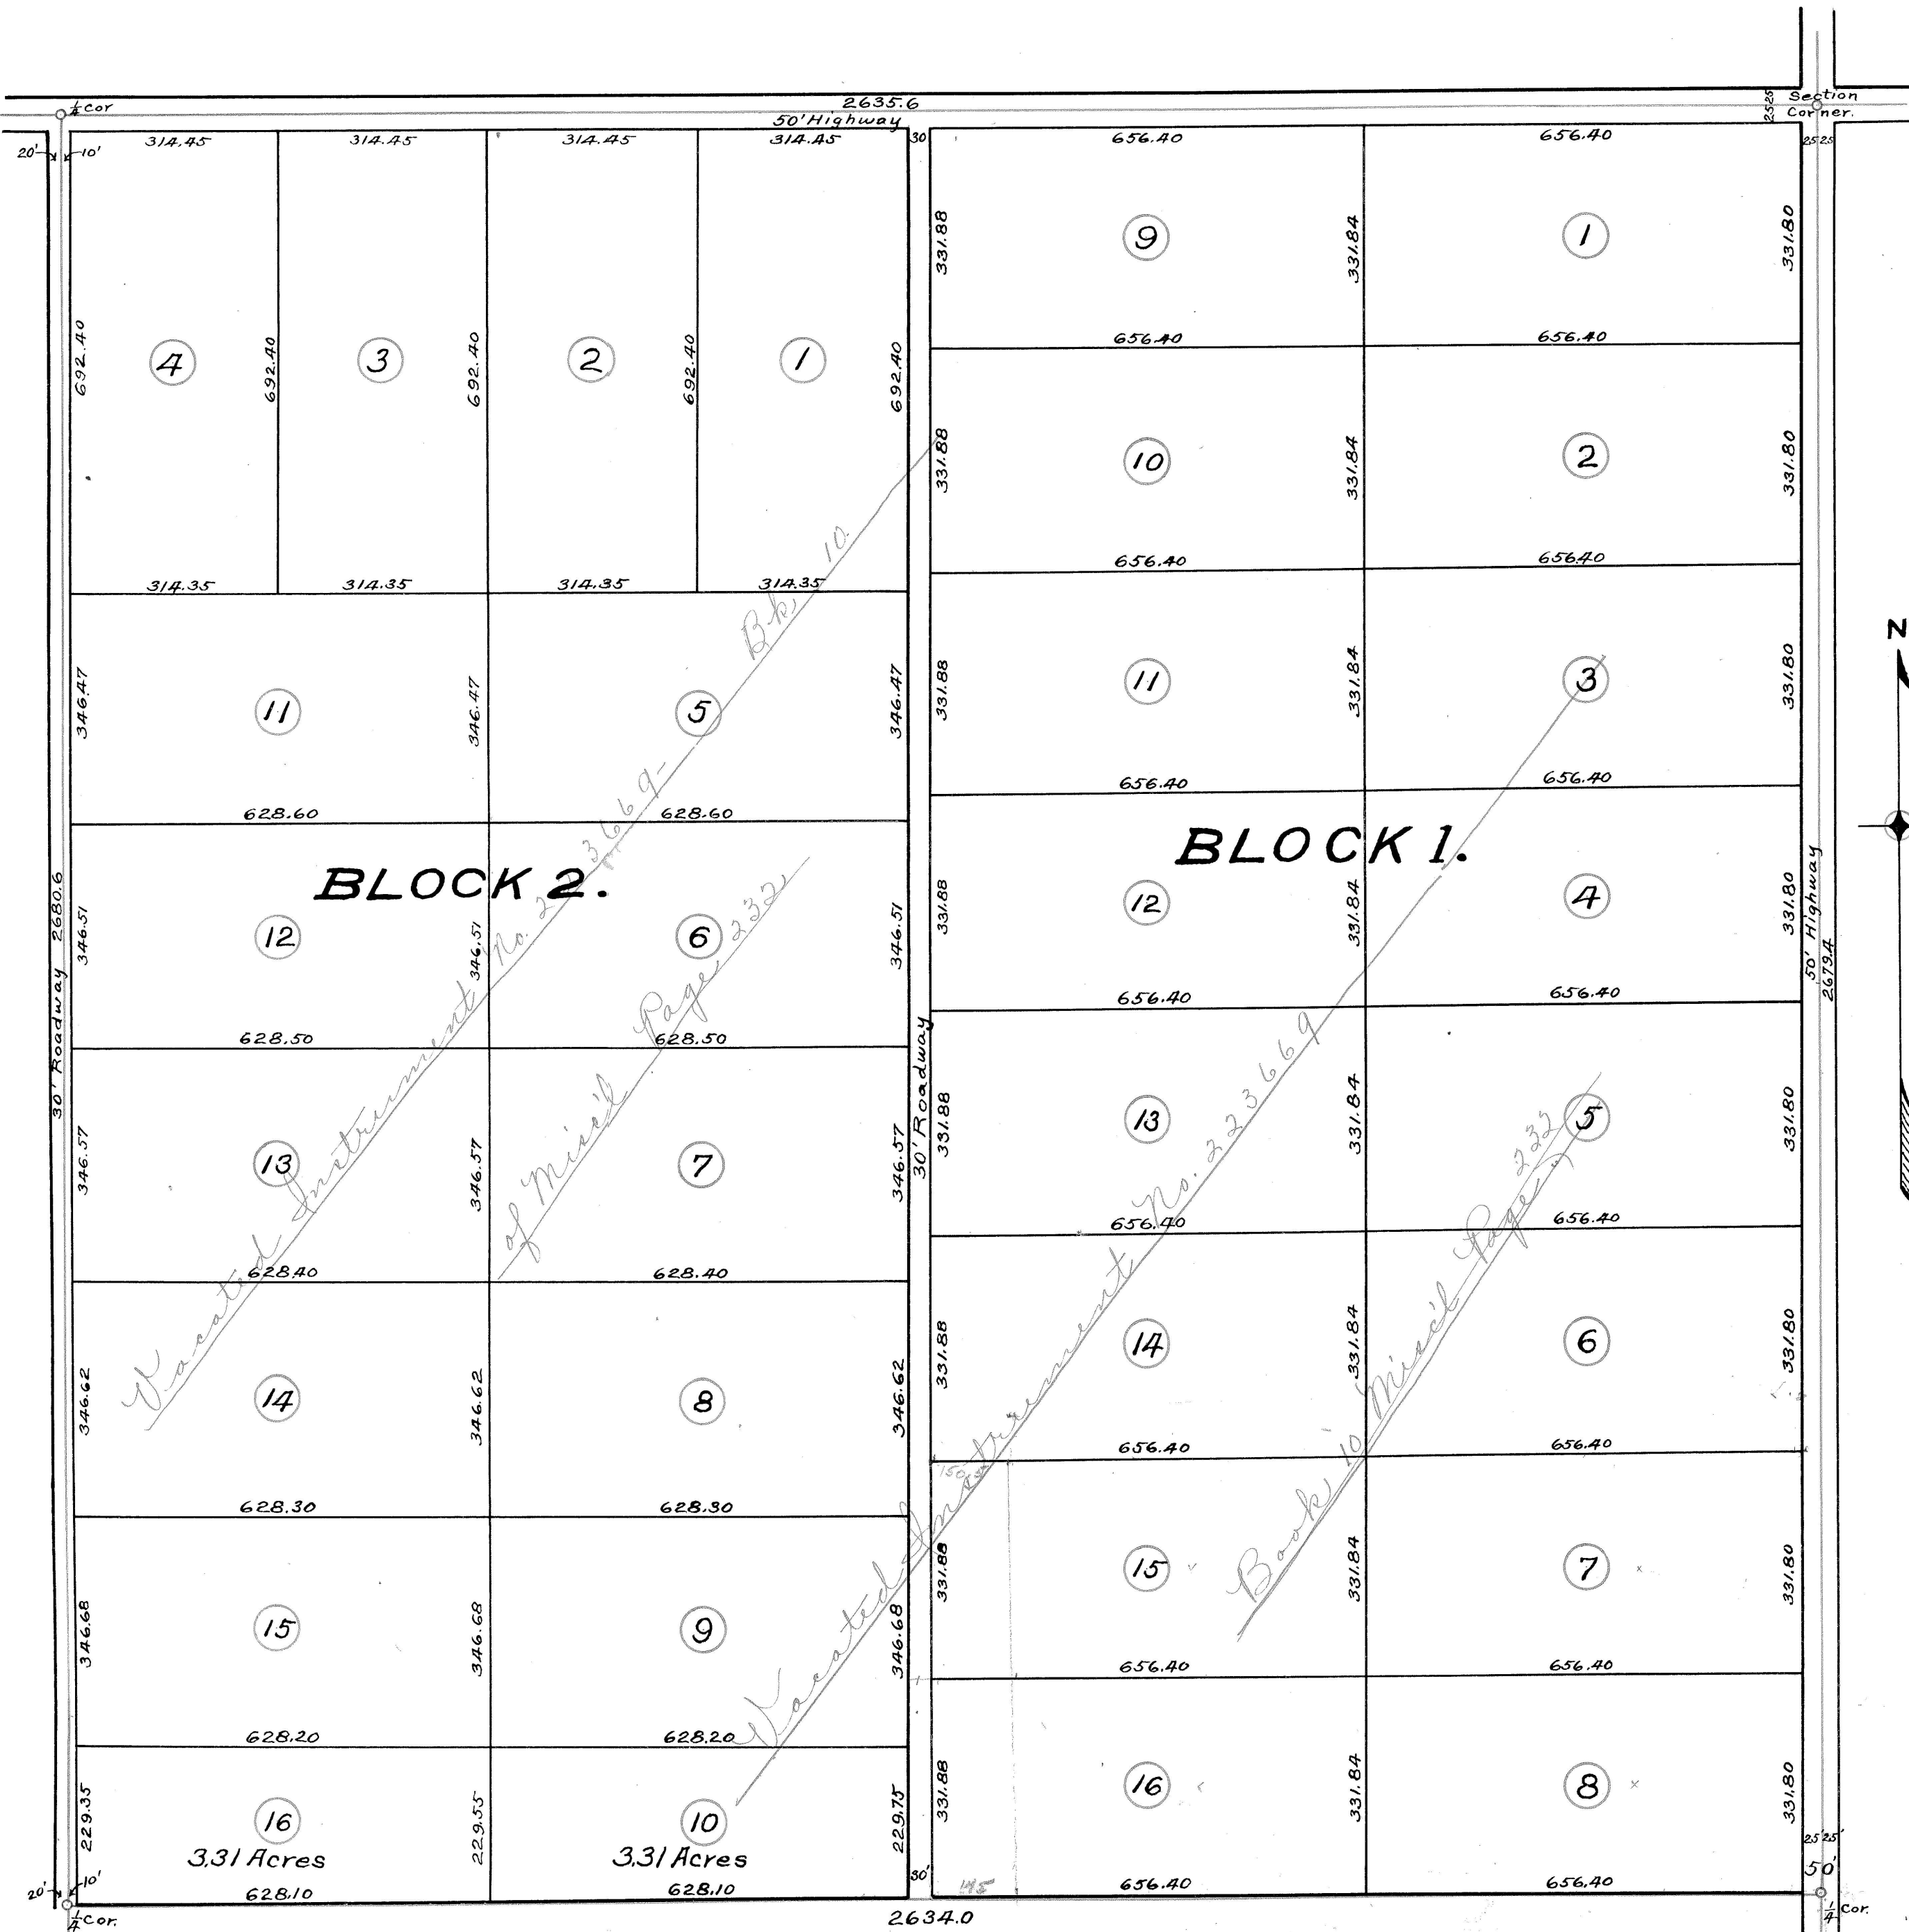 1/4 Cor
2635.6
50' Highway
2525
Section
Corner.
20' 10'
314.45 314.45 314.45 314.45
30'
656.40 656.40
25 25
331.88 331.84 331.80
9 1
692.40 692.40 692.40 692.40 692.40
4 3 2 1
656.40 656.40
331.88 331.84 331.80
10 2
656.40 656.40
314.35 314.35 314.35 314.35
N
346.47 346.47 346.47
11 5
331.88 331.84 331.80
11 3
656.40 656.40
628.60 628.60
BLOCK 2.
BLOCK 1.
30' Roadway 2680.6
346.51 346.51 346.51
12 6
331.88 331.84 331.80
12 4
50' Highway
2679.4
656.40 656.40
628.50 628.50
30' Roadway
346.57 346.57 346.57
13 7
331.88 331.84 331.80
13 5
656.40 656.40
628.40 628.40
346.62 346.62 346.62
14 8
331.88 331.84 331.80
14 6
656.40 656.40
628.30 628.30
150
346.68 346.68 346.68
15 9
331.88 331.84 331.80
15 7
656.40 656.40
628.20 628.20
229.35 229.55 229.75
16 10
3.31 Acres 3.31 Acres
331.88 331.84 331.80
16 8
25' 25'
50'
20' 10'
628.10 628.10
30'
145
656.40 656.40
1/4 Cor.
2634.0
1/4 Cor.
Vacated Instrument No. 223669- Bk, 10.
of Misc'l Page 232,
Vacated Instrument No. 223669
Book, 10 Misc'l Page 232